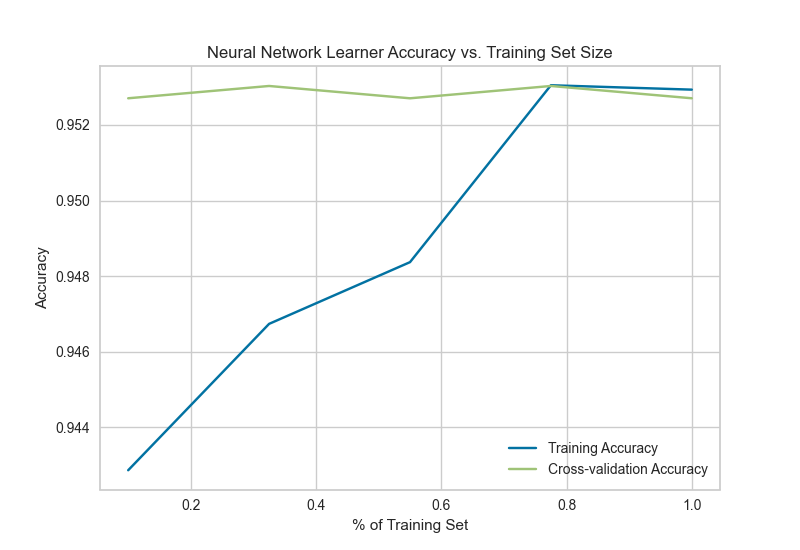 Neural Network Learner Accuracy vs. Training Set Size
0.952
0.950
0.948
0.946
0.944
Accuracy
Training Accuracy
Cross-validation Accuracy
0.2 0.4 0.6 0.8 1.0
% of Training Set